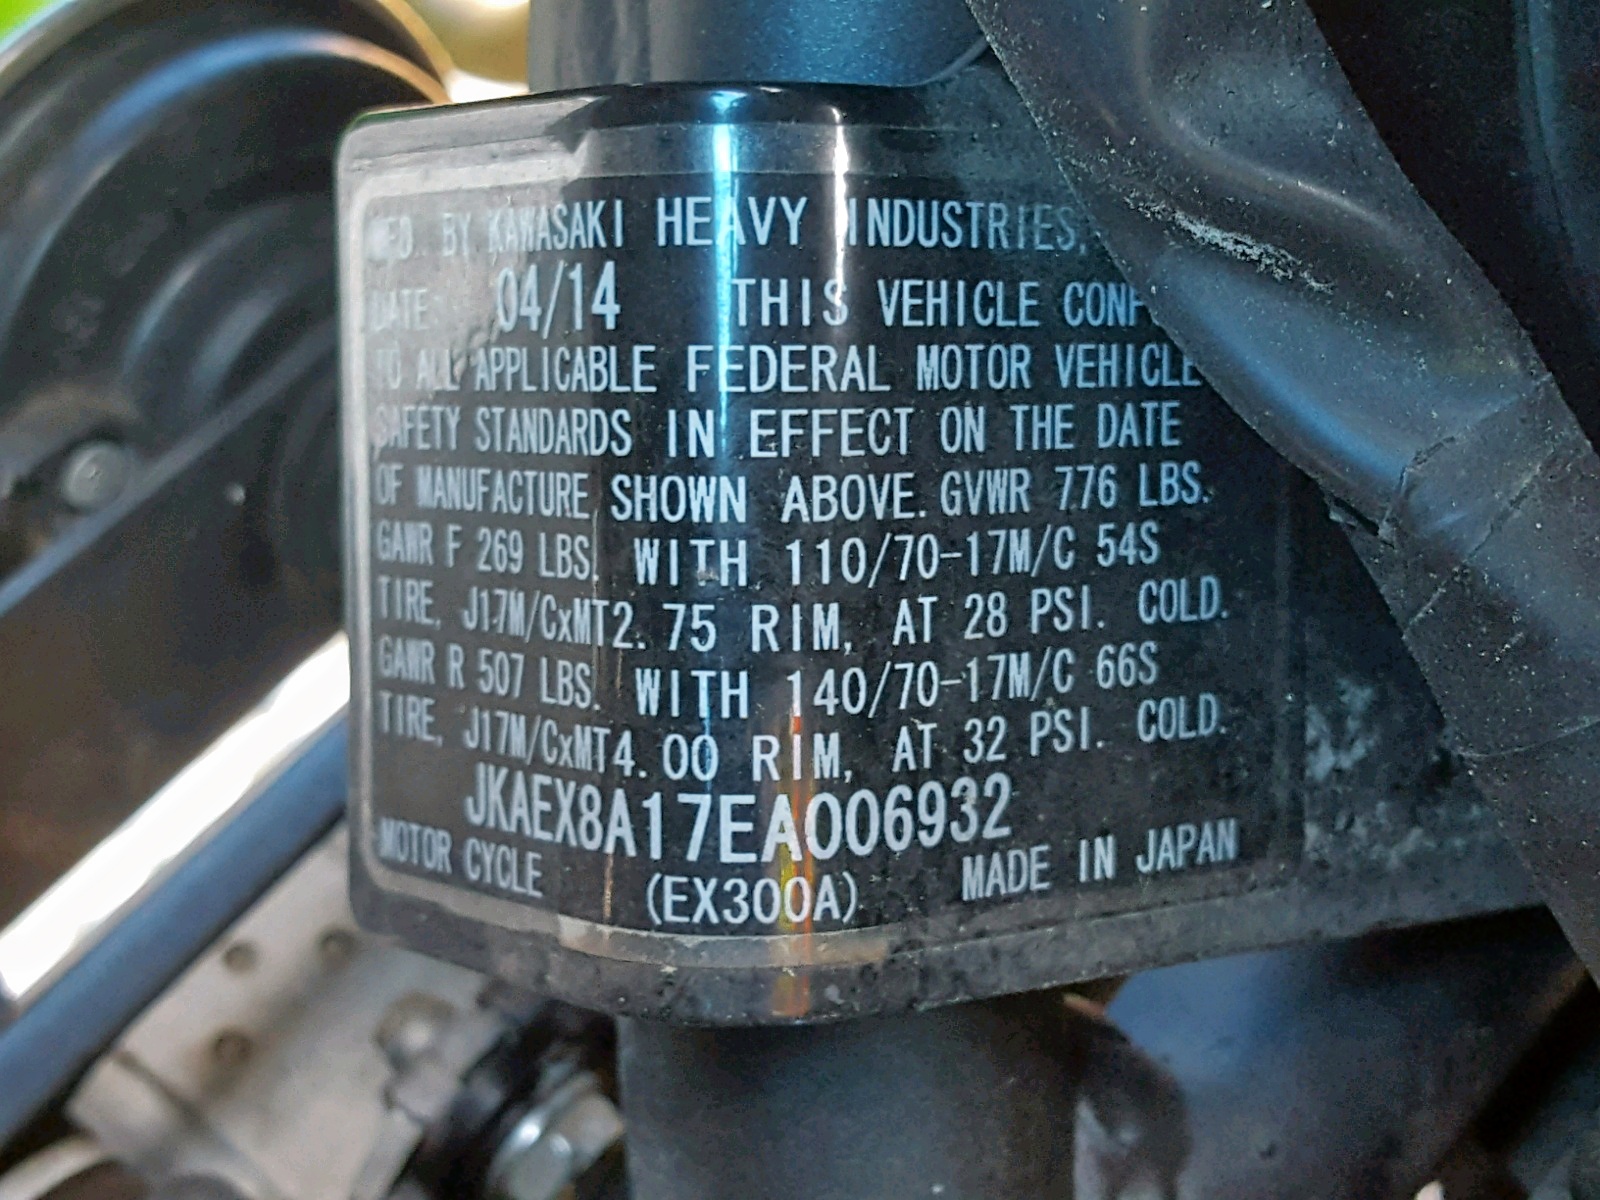 MFD. BY KAWASAKI HEAVY INDUSTRIES,
DATE: 04/14 THIS VEHICLE CONF
TO ALL APPLICABLE FEDERAL MOTOR VEHICLE
SAFETY STANDARDS IN EFFECT ON THE DATE
OF MANUFACTURE SHOWN ABOVE. GVWR 776 LBS.
GAWR F 269 LBS. WITH 110/70-17M/C 54S
TIRE, J17M/CxMT2.75 RIM, AT 28 PSI. COLD.
GAWR R 507 LBS. WITH 140/70-17M/C 66S
TIRE, J17M/CxMT4.00 RIM, AT 32 PSI. COLD.
JKAEX8A17EA006932
MOTOR CYCLE (EX300A) MADE IN JAPAN